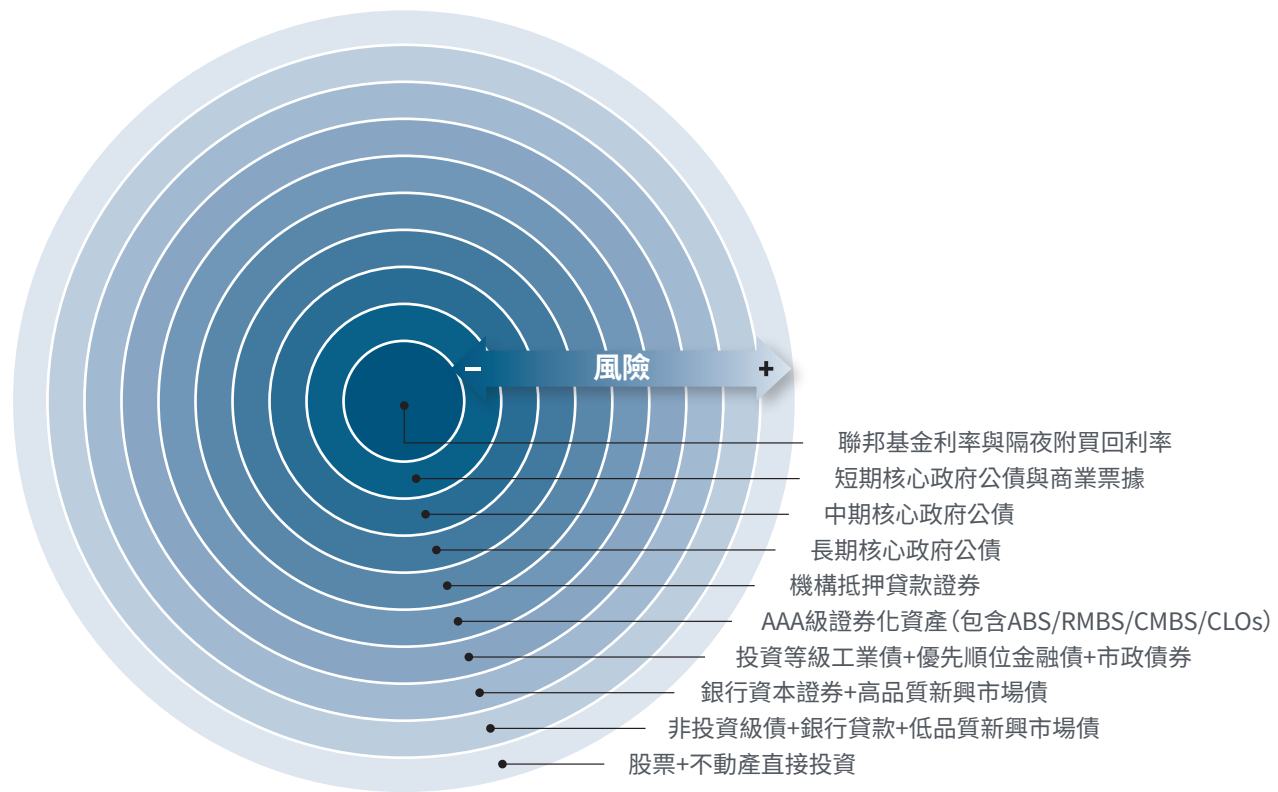 − 風險 +
聯邦基金利率與隔夜附買回利率
短期核心政府公債與商業票據
中期核心政府公債
長期核心政府公債
機構抵押貸款證券
AAA級證券化資產（包含ABS/RMBS/CMBS/CLOs）
投資等級工業債+優先順位金融債+市政債券
銀行資本證券+高品質新興市場債
非投資級債+銀行貸款+低品質新興市場債
股票+不動產直接投資